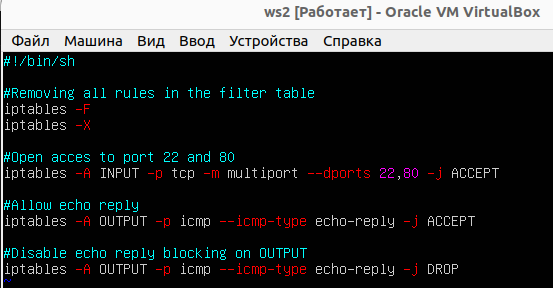 ws2 [Работает] - Oracle VM VirtualBox
Файл Машина Вид Ввод Устройства Справка
#!/bin/sh
#Removing all rules in the filter table
iptables -F
iptables -X
#Open acces to port 22 and 80
iptables -A INPUT -p tcp -m multiport --dports 22,80 -j ACCEPT
#Allow echo reply
iptables -A OUTPUT -p icmp --icmp-type echo-reply -j ACCEPT
#Disable echo reply blocking on OUTPUT
iptables -A OUTPUT -p icmp --icmp-type echo-reply -j DROP
~